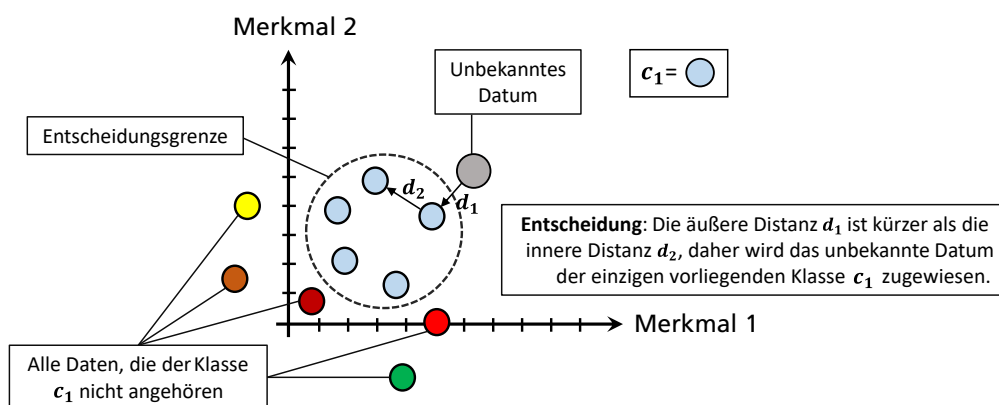 Merkmal 2
Unbekanntes
Datum
c₁=
Entscheidungsgrenze
d₂
d₁
Entscheidung: Die äußere Distanz d₁ ist kürzer als die
innere Distanz d₂, daher wird das unbekannte Datum
der einzigen vorliegenden Klasse c₁ zugewiesen.
Merkmal 1
Alle Daten, die der Klasse
c₁ nicht angehören